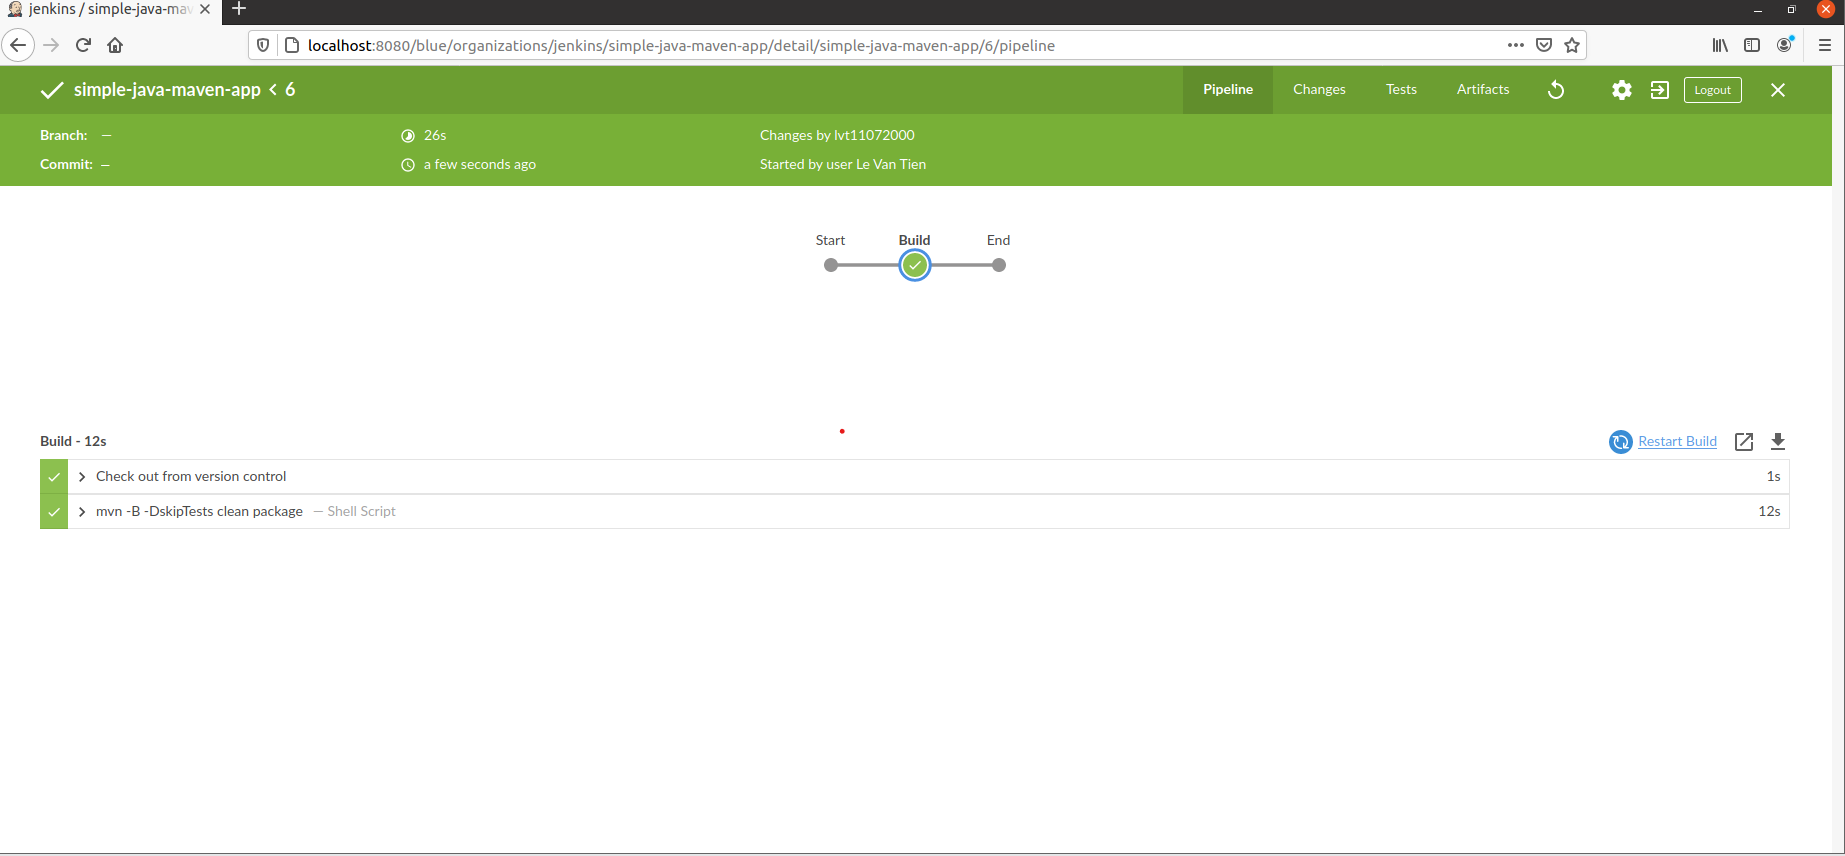 jenkins / simple-java-mav
localhost:8080/blue/organizations/jenkins/simple-java-maven-app/detail/simple-java-maven-app/6/pipeline
simple-java-maven-app < 6
Pipeline Changes Tests Artifacts Logout
Branch: —
26s
Changes by lvt11072000
Commit: —
a few seconds ago
Started by user Le Van Tien
Start Build End
Build - 12s
Restart Build
Check out from version control 1s
mvn -B -DskipTests clean package — Shell Script 12s